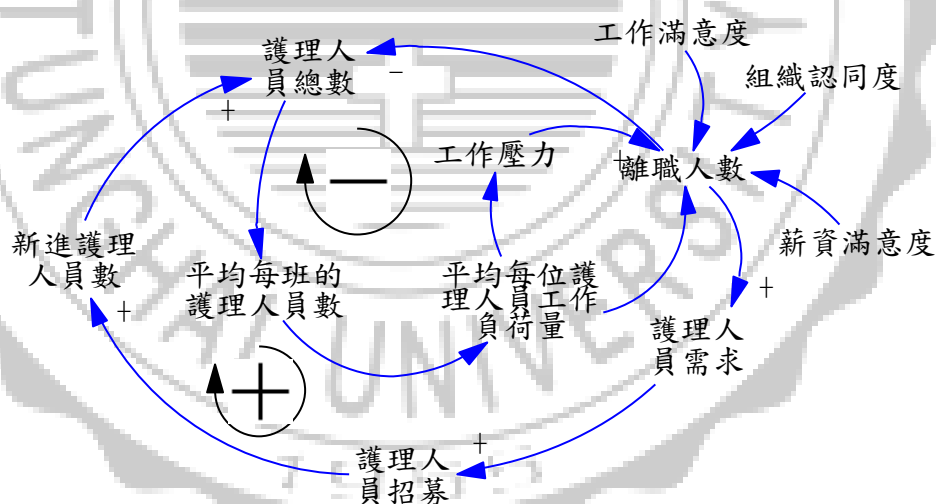 工作滿意度
護理人
員總數
組織認同度
工作壓力
離職人數
新進護理
人員數
平均每班的
護理人員數
平均每位護
理人員工作
負荷量
薪資滿意度
護理人
員需求
護理人
員招募
−
+
+
+
+
+
−
+
UNIVERSITY